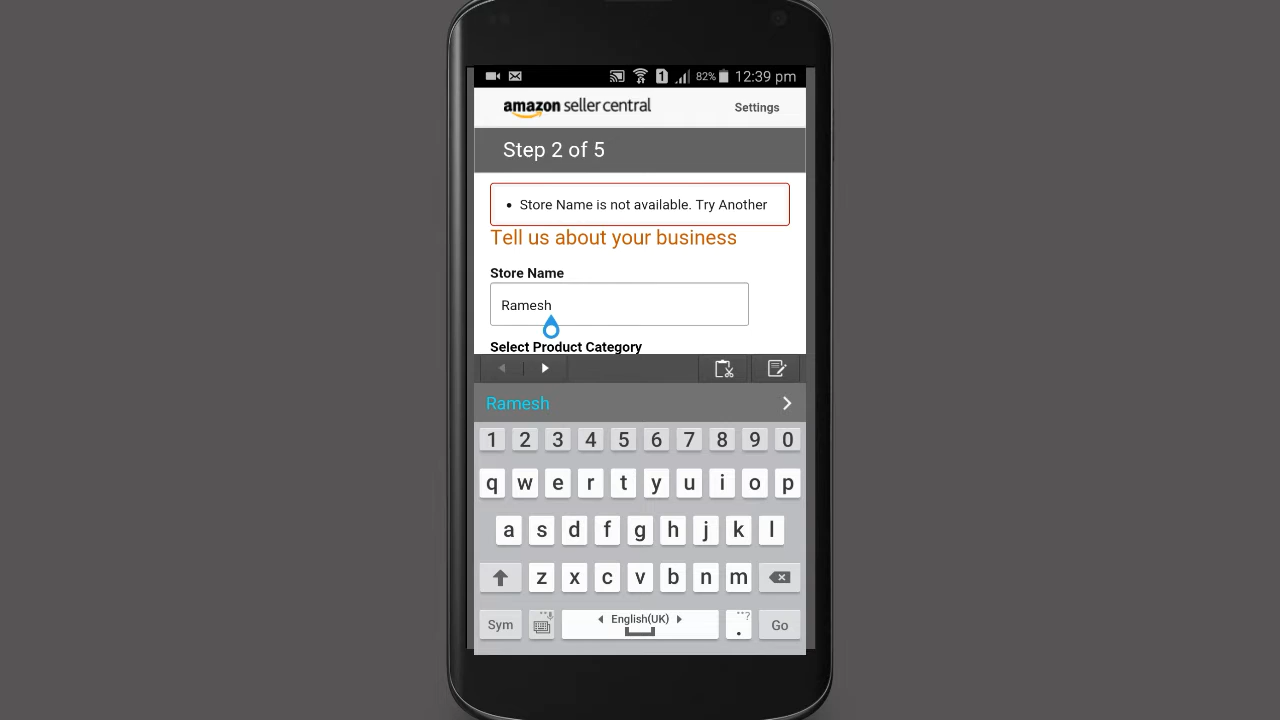 82% 12:39 pm
amazon seller central Settings
Step 2 of 5
• Store Name is not available. Try Another
Tell us about your business
Store Name
Ramesh
Select Product Category
Ramesh
1 2 3 4 5 6 7 8 9 0
q w e r t y u i o p
a s d f g h j k l
z x c v b n m
Sym English(UK) . ? Go